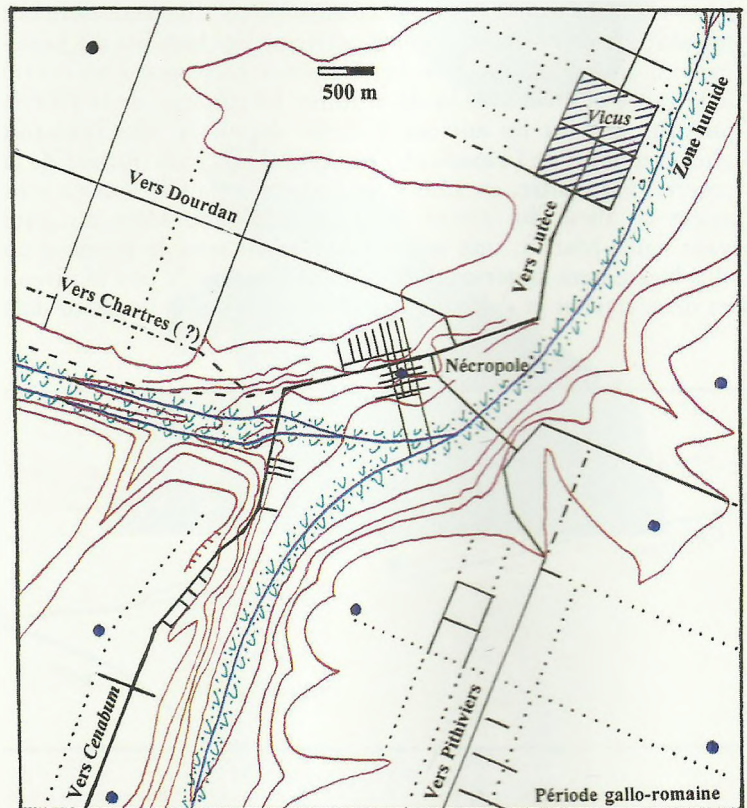 500 m
Vicus
Zone humide
Vers Dourdan
Vers Lutèce
Vers Chartres (?)
Nécropole
Vers Cenabum
Vers Pithiviers
Période gallo-romaine